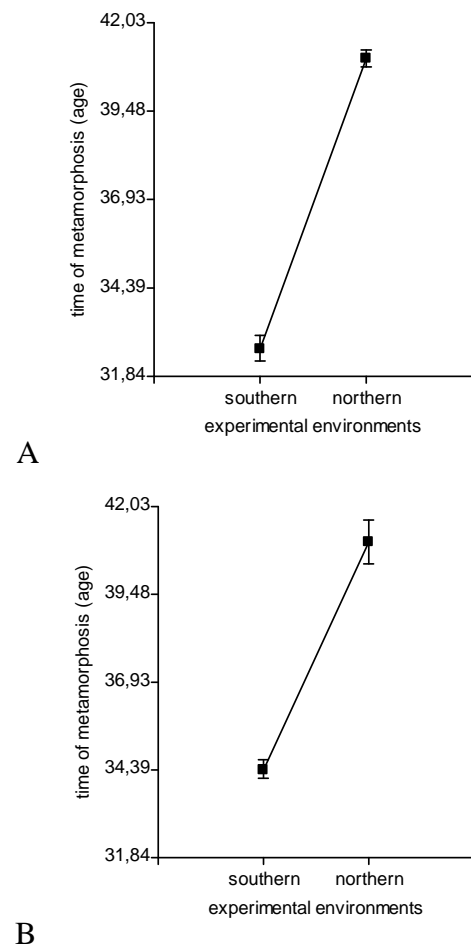 42,03
39,48
36,93
34,39
31,84
time of metamorphosis (age)
southern northern
experimental environments
A
42,03
39,48
36,93
34,39
31,84
time of metamorphosis (age)
southern northern
experimental environments
B